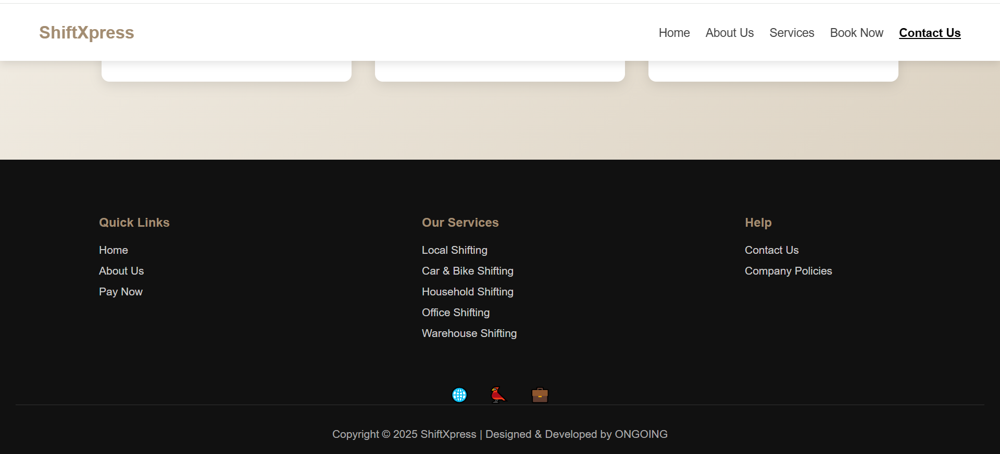 ShiftXpress
Home About Us Services Book Now Contact Us
Quick Links
Home
About Us
Pay Now
Our Services
Local Shifting
Car & Bike Shifting
Household Shifting
Office Shifting
Warehouse Shifting
Help
Contact Us
Company Policies
Copyright © 2025 ShiftXpress | Designed & Developed by ONGOING